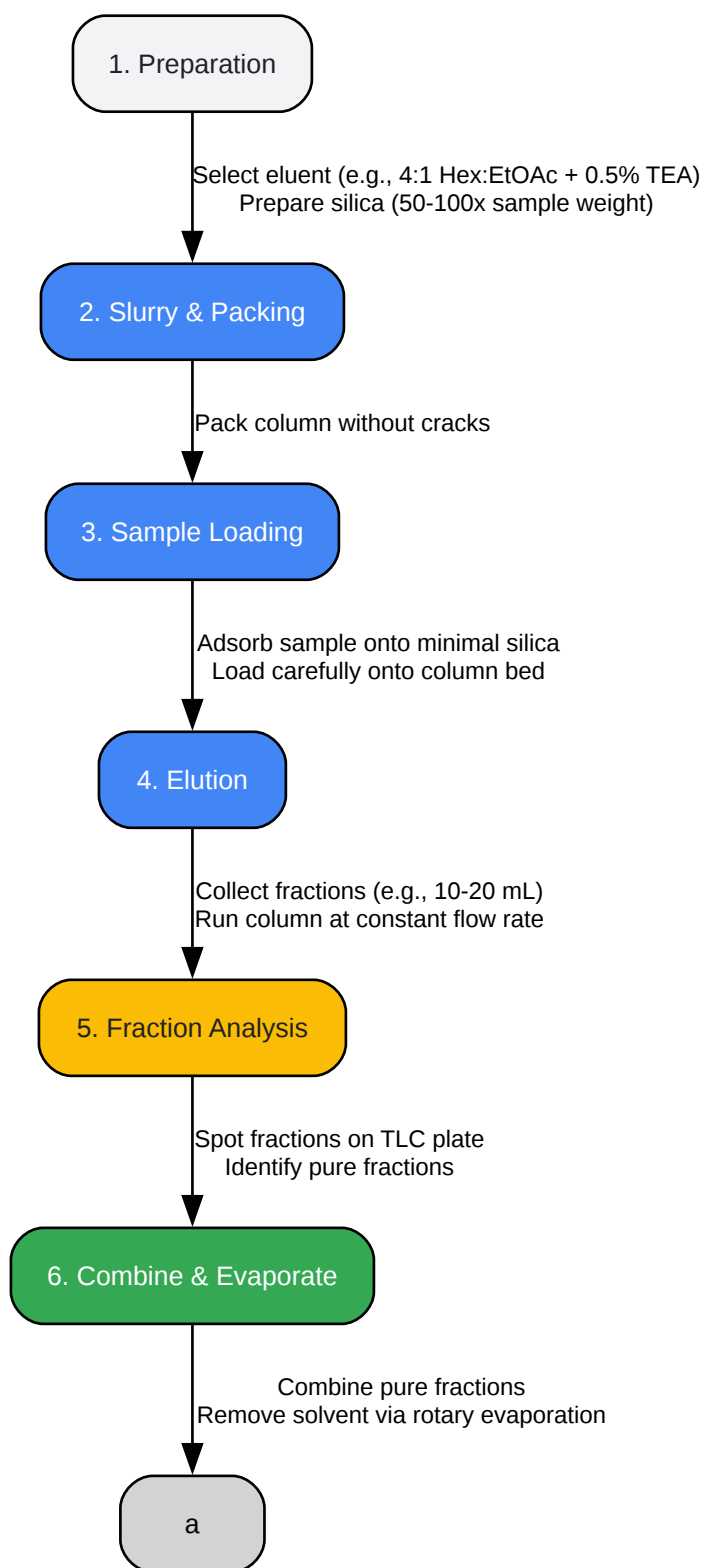 1. Preparation
Select eluent (e.g., 4:1 Hex:EtOAc + 0.5% TEA)
Prepare silica (50-100x sample weight)
2. Slurry & Packing
Pack column without cracks
3. Sample Loading
Adsorb sample onto minimal silica
Load carefully onto column bed
4. Elution
Collect fractions (e.g., 10-20 mL)
Run column at constant flow rate
5. Fraction Analysis
Spot fractions on TLC plate
Identify pure fractions
6. Combine & Evaporate
Combine pure fractions
Remove solvent via rotary evaporation
a